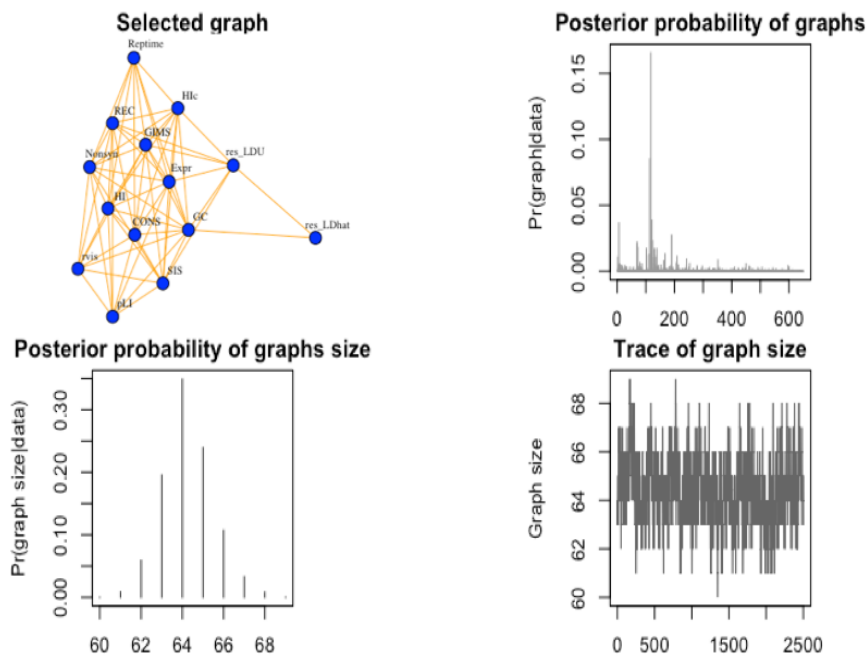 Selected graph
Reptime
HIc
REC
GIMS
res_LDU
Nonsyn
Expr
HI
GC
CONS
res_LDhat
rvis
SIS
pLI
Posterior probability of graphs
Pr(graph|data)
0.15
0.10
0.05
0.00
0 200 400 600
Posterior probability of graphs size
Pr(graph size|data)
0.30
0.20
0.10
0.00
60 62 64 66 68
Trace of graph size
Graph size
68
66
64
62
60
0 500 1500 2500